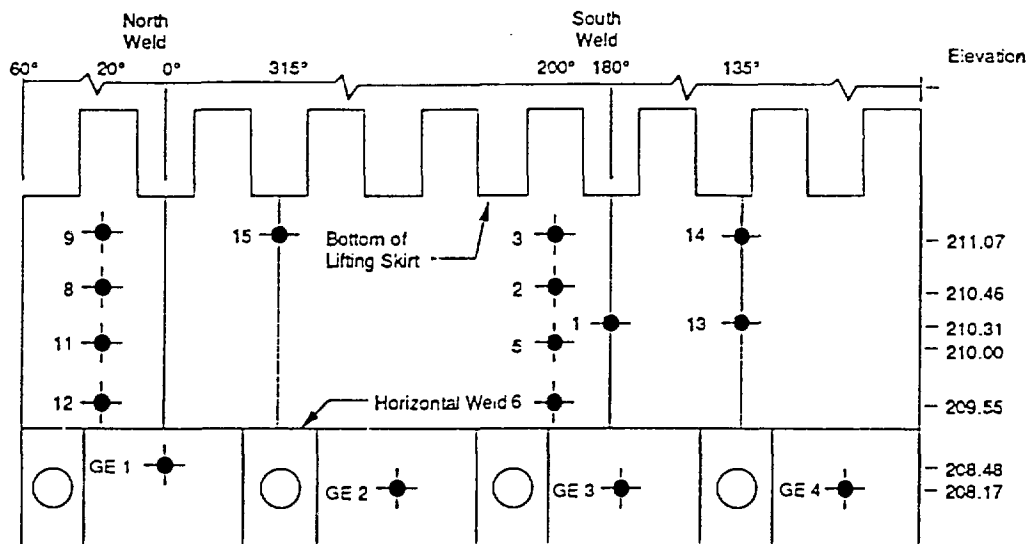 North
Weld
South
Weld
Elevation
60°
20°
0°
315°
200°
180°
135°
9
15
3
14
211.07
Bottom of
Lifting Skirt
8
2
210.46
1
13
210.31
11
5
210.00
12
Horizontal Weld
6
209.55
GE 1
208.48
GE 2
GE 3
GE 4
208.17